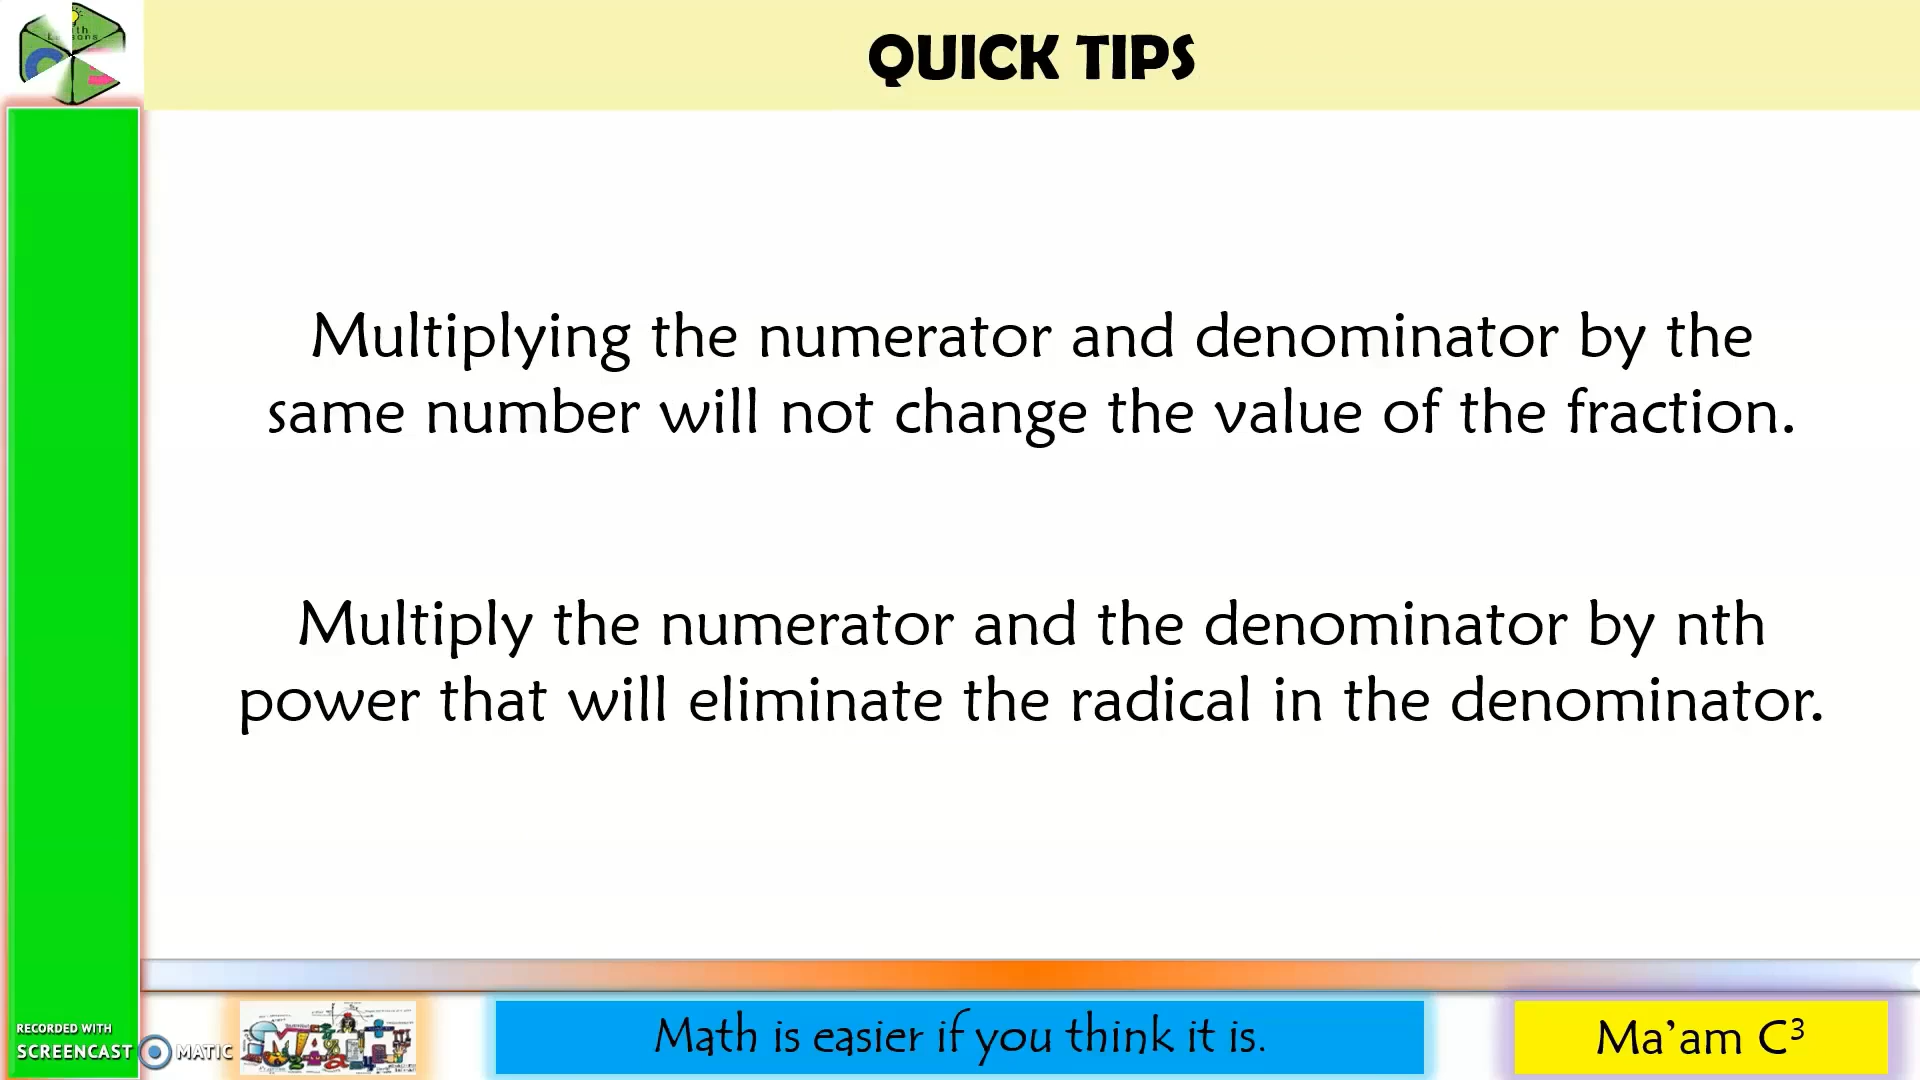 QUICK TIPS
Multiplying the numerator and denominator by the
same number will not change the value of the fraction.
Multiply the numerator and the denominator by nth
power that will eliminate the radical in the denominator.
RECORDED WITH
SCREENCAST MATIC
MATH
Math is easier if you think it is.
Ma'am C³